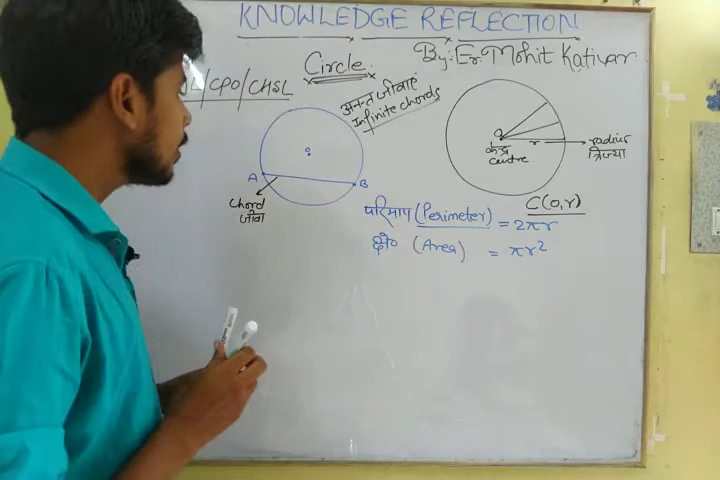 KNOWLEDGE REFLECTION
By:- Er. Mohit Katiyar
/CPO/CHSL
Circle
अनन्त जीवाएं
Infinite chords
A
B
Chord
जीवा
O
केन्द्र
centre
r
radius
त्रिज्या
C(O,r)
परिमाप (Perimeter) = 2πr
क्षे० (Area) = πr²